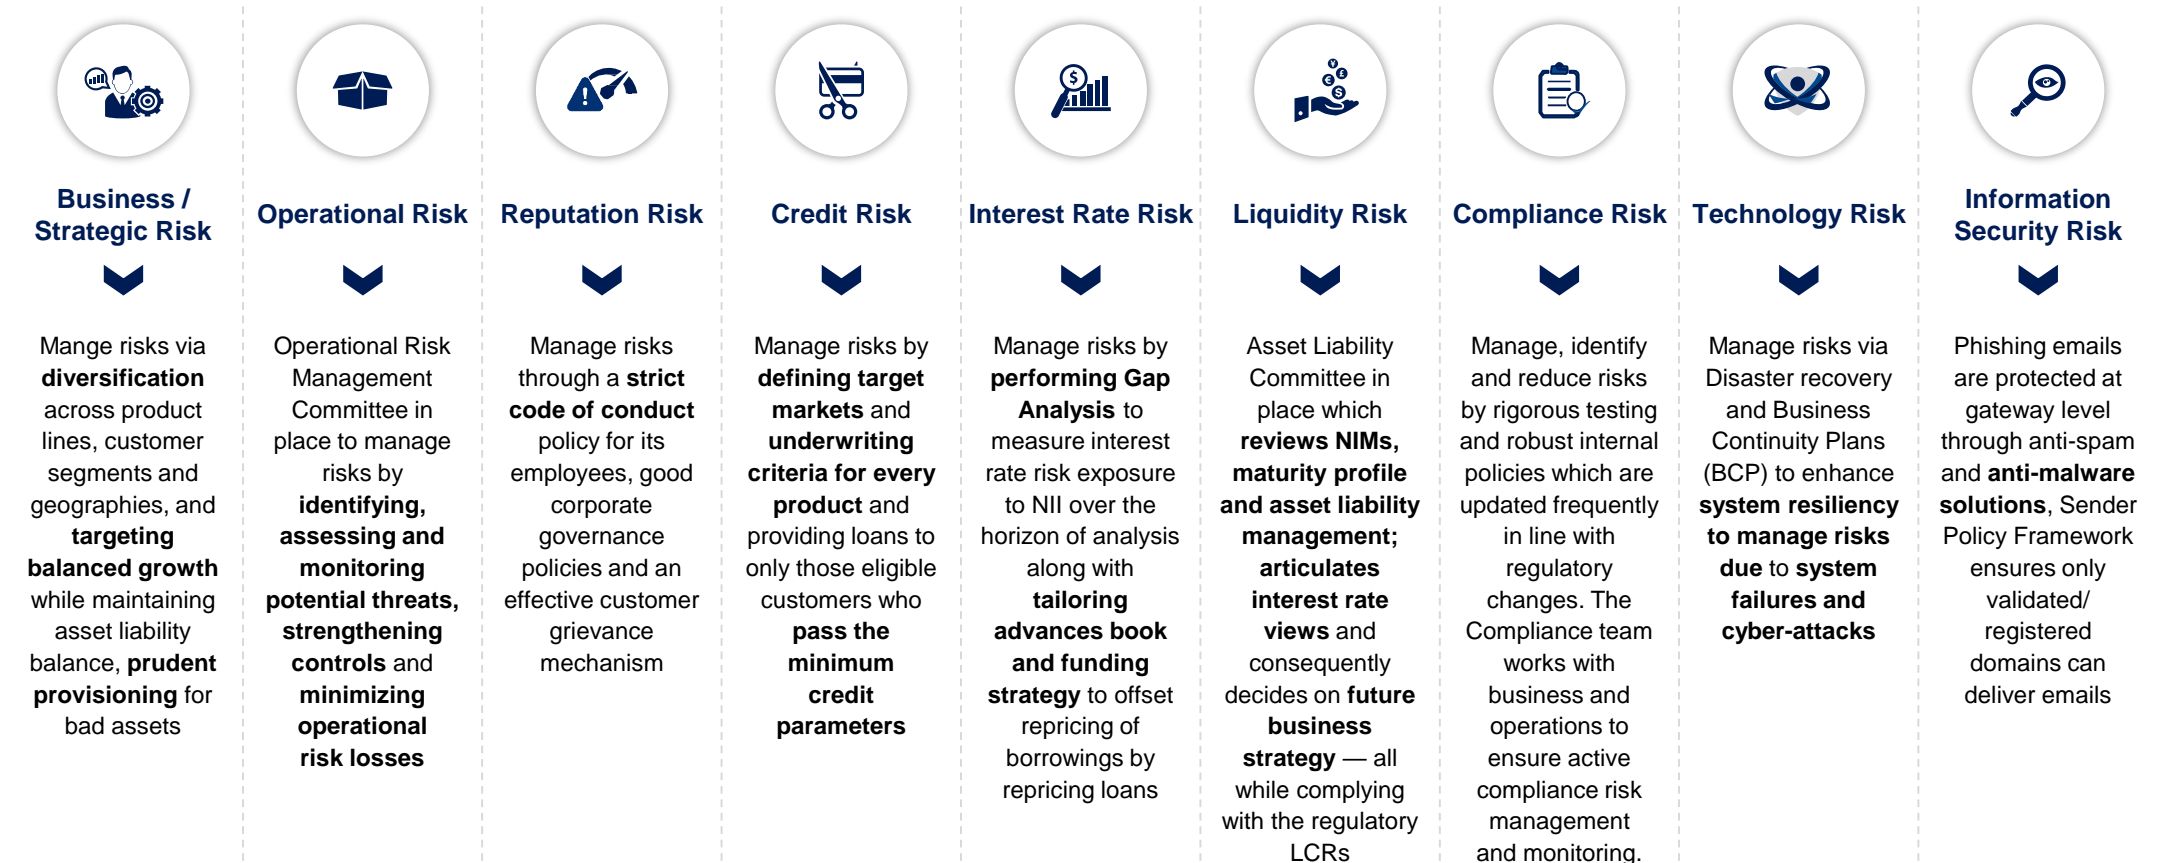 Business /
Strategic Risk
Mange risks via
diversification
across product
lines, customer
segments and
geographies, and
targeting
balanced growth
while maintaining
asset liability
balance, prudent
provisioning for
bad assets
Operational Risk
Operational Risk
Management
Committee in
place to manage
risks by
identifying,
assessing and
monitoring
potential threats,
strengthening
controls and
minimizing
operational
risk losses
Reputation Risk
Manage risks
through a strict
code of conduct
policy for its
employees, good
corporate
governance
policies and an
effective customer
grievance
mechanism
Credit Risk
Manage risks by
defining target
markets and
underwriting
criteria for every
product and
providing loans to
only those eligible
customers who
pass the
minimum
credit
parameters
Interest Rate Risk
Manage risks by
performing Gap
Analysis to
measure interest
rate risk exposure
to NII over the
horizon of analysis
along with
tailoring
advances book
and funding
strategy to offset
repricing of
borrowings by
repricing loans
Liquidity Risk
Asset Liability
Committee in
place which
reviews NIMs,
maturity profile
and asset liability
management;
articulates
interest rate
views and
consequently
decides on future
business
strategy — all
while complying
with the regulatory
LCRs
Compliance Risk
Manage, identify
and reduce risks
by rigorous testing
and robust internal
policies which are
updated frequently
in line with
regulatory
changes. The
Compliance team
works with
business and
operations to
ensure active
compliance risk
management
and monitoring.
Technology Risk
Manage risks via
Disaster recovery
and Business
Continuity Plans
(BCP) to enhance
system resiliency
to manage risks
due to system
failures and
cyber-attacks
Information
Security Risk
Phishing emails
are protected at
gateway level
through anti-spam
and anti-malware
solutions, Sender
Policy Framework
ensures only
validated/
registered
domains can
deliver emails